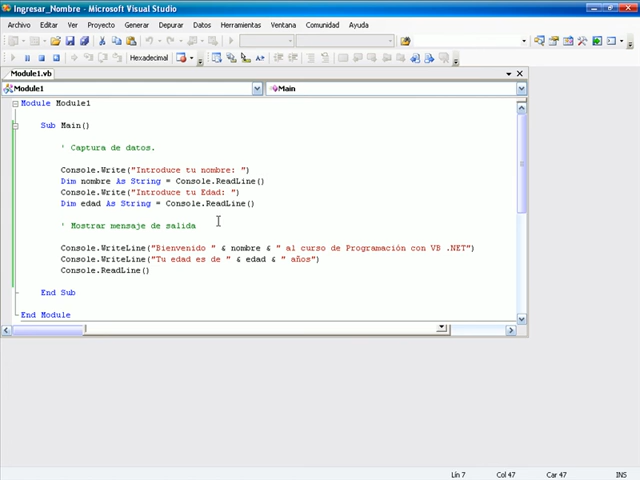 Ingresar_Nombre - Microsoft Visual Studio
Archivo Editar Ver Proyecto Generar Depurar Datos Herramientas Ventana Comunidad Ayuda
Hexadecimal
Module1.vb
Module1 Main
Module Module1
Sub Main()
' Captura de datos.
Console.Write("Introduce tu nombre: ")
Dim nombre As String = Console.ReadLine()
Console.Write("Introduce tu Edad: ")
Dim edad As String = Console.ReadLine()
' Mostrar mensaje de salida
Console.WriteLine("Bienvenido " & nombre & " al curso de Programación con VB .NET")
Console.WriteLine("Tu edad es de " & edad & " años")
Console.ReadLine()
End Sub
End Module
Lín 7 Col 47 Car 47 INS